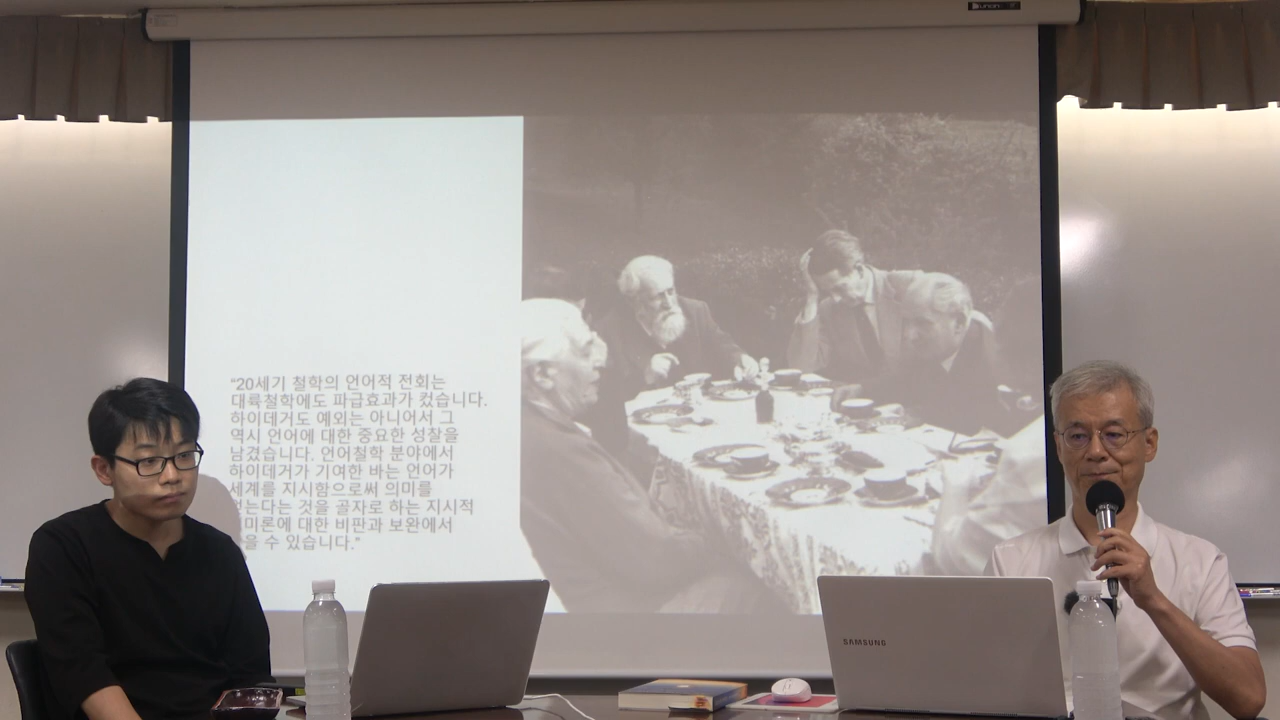 "20세기 철학의 언어적 전회는
대륙철학에도 파급효과가 컸습니다.
하이데거도 예외는 아니어서 그
역시 언어에 대한 중요한 성찰을
남겼습니다. 언어철학 분야에서
하이데거가 기여한 바는 언어가
세계를 지시함으로써 의미를
는다는 것을 골자로 하는 지시적
미론에 대한 비판과 보완에서
을 수 있습니다."
SAMSUNG